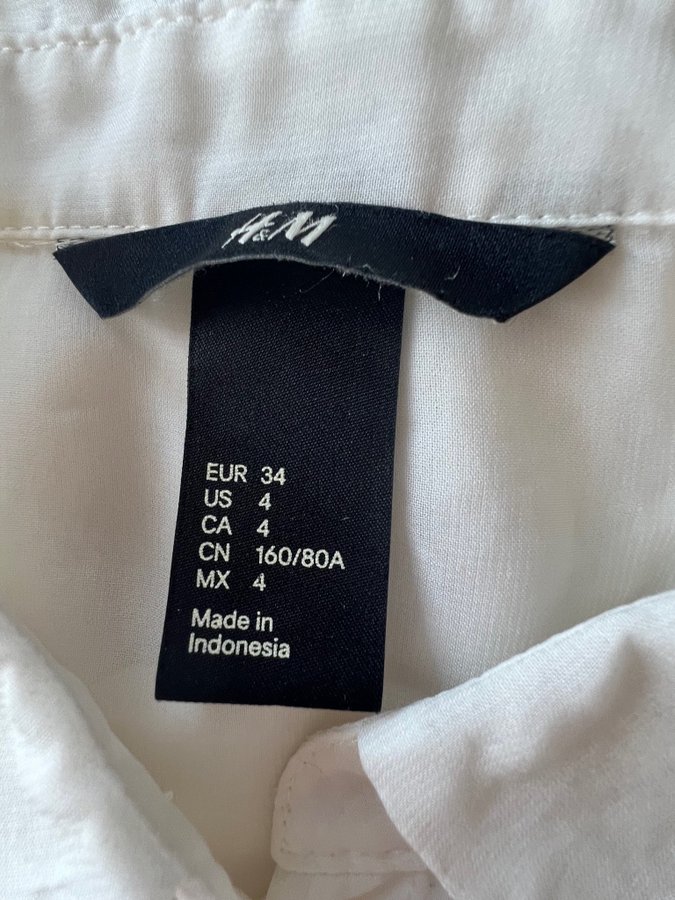 H&M
EUR 34
US 4
CA 4
CN 160/80A
MX 4
Made in
Indonesia